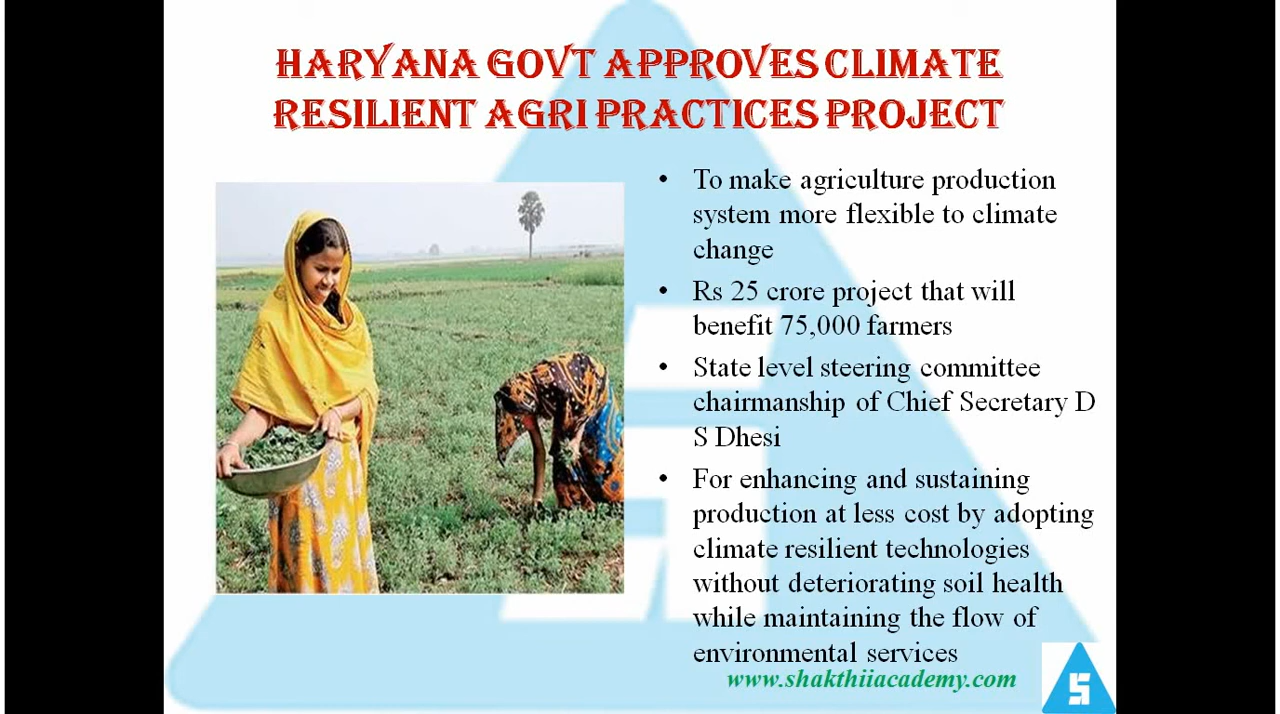 HARYANA GOVT APPROVES CLIMATE
RESILIENT AGRI PRACTICES PROJECT
• To make agriculture production
system more flexible to climate
change
• Rs 25 crore project that will
benefit 75,000 farmers
• State level steering committee
chairmanship of Chief Secretary D
S Dhesi
• For enhancing and sustaining
production at less cost by adopting
climate resilient technologies
without deteriorating soil health
while maintaining the flow of
environmental services
www.shakthiiacademy.com
S